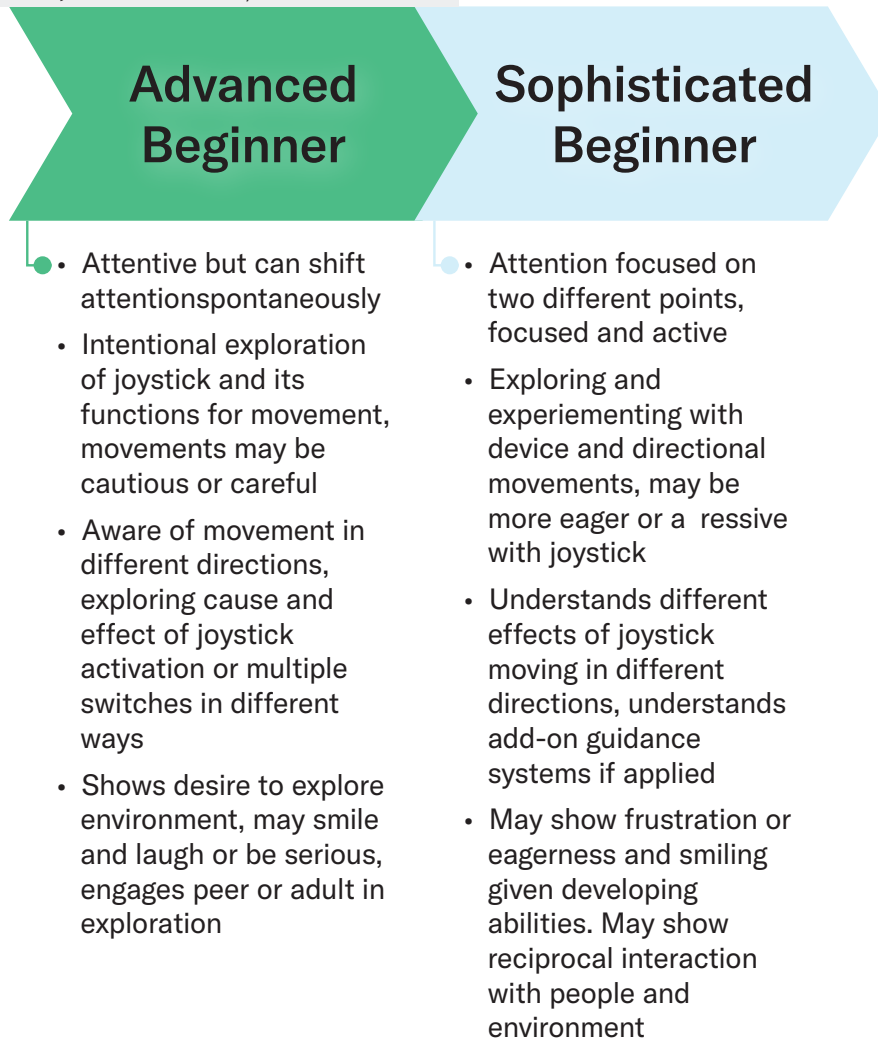 Advanced
Beginner
• Attentive but can shift
attentionspontaneously
• Intentional exploration
of joystick and its
functions for movement,
movements may be
cautious or careful
• Aware of movement in
different directions,
exploring cause and
effect of joystick
activation or multiple
switches in different
ways
• Shows desire to explore
environment, may smile
and laugh or be serious,
engages peer or adult in
exploration
Sophisticated
Beginner
• Attention focused on
two different points,
focused and active
• Exploring and
experiementing with
device and directional
movements, may be
more eager or a  ressive
with joystick
• Understands different
effects of joystick
moving in different
directions, understands
add-on guidance
systems if applied
• May show frustration or
eagerness and smiling
given developing
abilities. May show
reciprocal interaction
with people and
environment